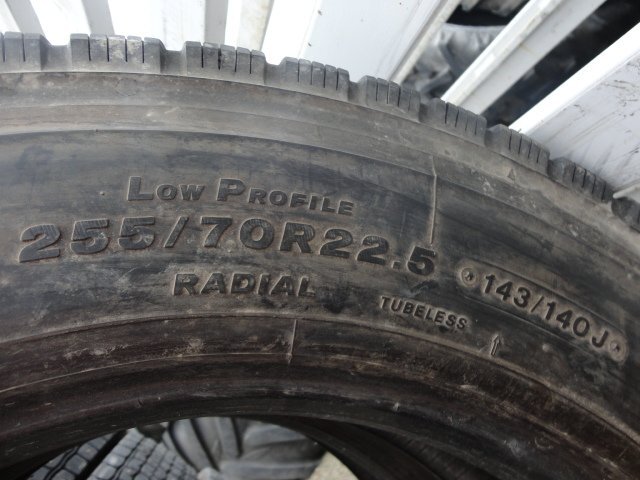 LOW PROFILE
255/70R22.5
RADIAL
TUBELESS
143/140J